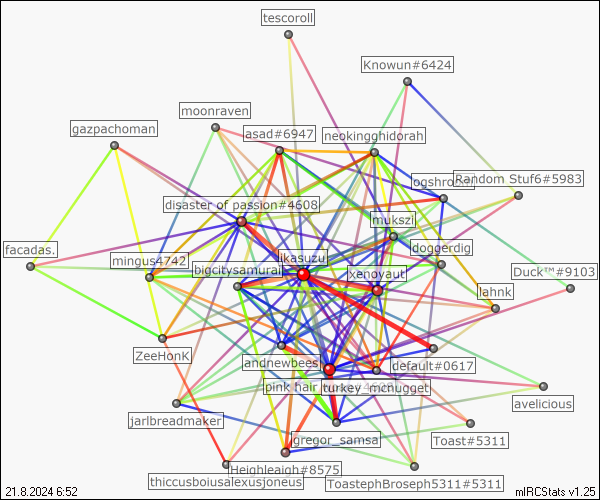 tescoroll
Knowun#6424
moonraven
asad#6947
neokingghidorah
gazpachoman
Random Stuf6#5983
disaster of passion#4608
mukszi
doggerdig
facadas.
mingus4742
likasuzu
bigcitysamurai
xenoyaut
Duck™#9103
lahnk
ZeeHonK
andnewbees
default#0617
pink hair
turkey_mcnugget
avelicious
jarlbreadmaker
gregor_samsa
Toast#5311
Heighleaigh#8575
thiccusboiusalexusjoneus
ToastephBroseph5311#5311
21.8.2024 6:52
mIRCStats v1.25